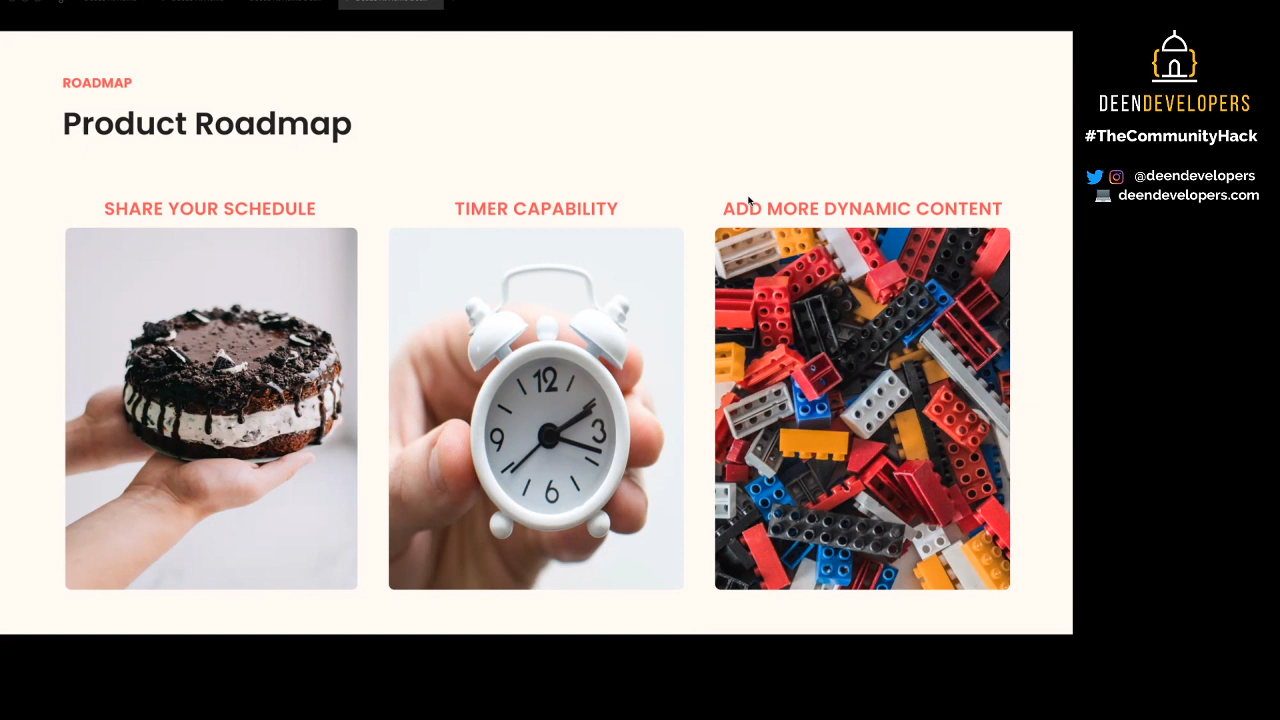 ROADMAP
Product Roadmap
SHARE YOUR SCHEDULE
TIMER CAPABILITY
ADD MORE DYNAMIC CONTENT
12
9
3
6
DEENDEVELOPERS
#TheCommunityHack
@deendevelopers
deendevelopers.com